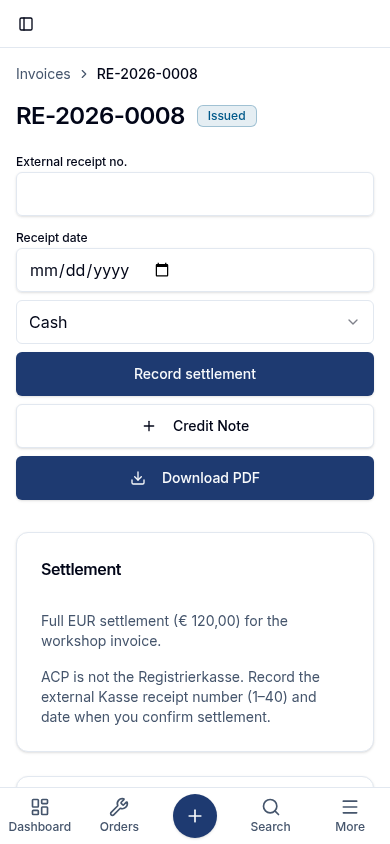 Invoices > RE-2026-0008
RE-2026-0008 Issued
External receipt no.
Receipt date
mm/dd/yyyy
Cash
Record settlement
+ Credit Note
Download PDF
Settlement
Full EUR settlement (€ 120,00) for the
workshop invoice.
ACP is not the Registrierkasse. Record the
external Kasse receipt number (1–40) and
date when you confirm settlement.
Dashboard Orders + Search More